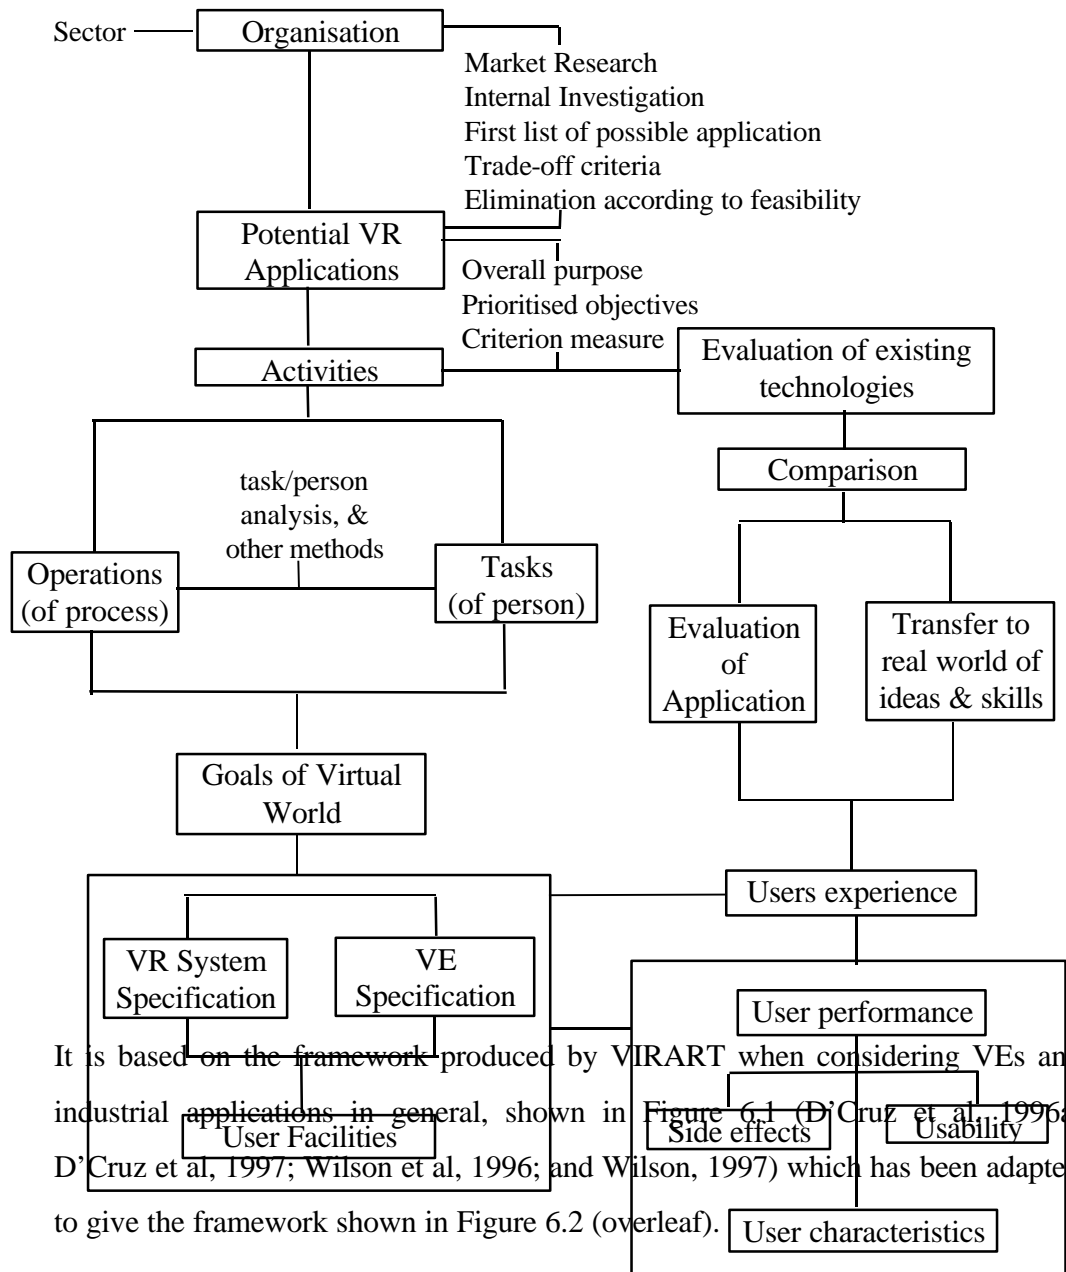 Sector
Organisation
Market Research
Internal Investigation
First list of possible application
Trade-off criteria
Elimination according to feasibility
Potential VR
Applications
Overall purpose
Prioritised objectives
Criterion measure
Activities
Evaluation of existing
technologies
Comparison
task/person
analysis, &
other methods
Operations
(of process)
Tasks
(of person)
Evaluation
of
Application
Transfer to
real world of
ideas & skills
Goals of Virtual
World
Users experience
VR System
Specification
VE
Specification
User Facilities
User performance
Side effects
Usability
User characteristics
It is based on the framework produced by VIRART when considering VEs an
industrial applications in general, shown in Figure 6.1 (D’Cruz et al, 1996a
D’Cruz et al, 1997; Wilson et al, 1996; and Wilson, 1997) which has been adapte
to give the framework shown in Figure 6.2 (overleaf).